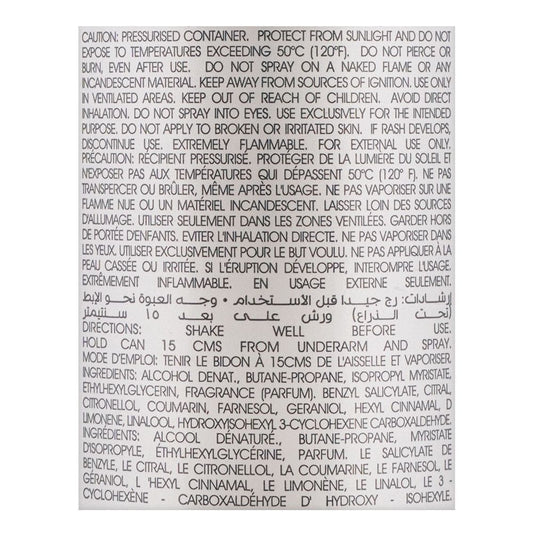 CAUTION: PRESSURISED CONTAINER. PROTECT FROM SUNLIGHT AND DO NOT
EXPOSE TO TEMPERATURES EXCEEDING 50°C (120°F). DO NOT PIERCE OR
BURN, EVEN AFTER USE. DO NOT SPRAY ON A NAKED FLAME OR ANY
INCANDESCENT MATERIAL. KEEP AWAY FROM SOURCES OF IGNITION. USE ONLY
IN VENTILATED AREAS. KEEP OUT OF REACH OF CHILDREN. AVOID DIRECT
INHALATION. DO NOT SPRAY INTO EYES. USE EXCLUSIVELY FOR THE INTENDED
PURPOSE. DO NOT APPLY TO BROKEN OR IRRITATED SKIN. IF RASH DEVELOPS,
DISCONTINUE USE. EXTREMELY FLAMMABLE. FOR EXTERNAL USE ONLY.
PRÉCAUTION: RÉCIPIENT PRESSURISÉ. PROTÉGER DE LA LUMIÈRE DU SOLEIL ET
N'EXPOSER PAS AUX TEMPÉRATURES QUI DÉPASSENT 50°C (120° F). NE PAS
TRANSPERCER OU BRÛLER, MÊME APRÈS L'USAGE. NE PAS VAPORISER SUR UNE
FLAMME NUE OU UN MATÉRIEL INCANDESCENT. LAISSER LOIN DES SOURCES
D'ALLUMAGE. UTILISER SEULEMENT DANS LES ZONES VENTILÉES. GARDER HORS
DE PORTÉE D'ENFANTS. EVITER L'INHALATION DIRECTE. NE PAS VAPORISER DANS
LES YEUX. UTILISER EXCLUSIVEMENT POUR LE BUT VOULU. NE PAS APPLIQUER À LA
PEAU CASSÉE OU IRRITÉE. SI L'ÉRUPTION DÉVELOPPE, INTERROMPRE L'USAGE.
EXTRÊMEMENT INFLAMMABLE. EN USAGE EXTERNE SEULEMENT.
إرشادات: رج جيدا قبل الاستخدام • وجه العبوة نحو الإبط
(تحت الذراع) ورش على بعد ١٥ سنتيمتر
DIRECTIONS: SHAKE WELL BEFORE USE.
HOLD CAN 15 CMS FROM UNDERARM AND SPRAY.
MODE D'EMPLOI: TENIR LE BIDON À 15CMS DE L'AISSELLE ET VAPORISER.
INGREDIENTS: ALCOHOL DENAT., BUTANE-PROPANE, ISOPROPYL MYRISTATE,
ETHYLHEXYLGLYCERIN, FRAGRANCE (PARFUM). BENZYL SALICYLATE, CITRAL,
CITRONELLOL, COUMARIN, FARNESOL, GERANIOL, HEXYL CINNAMAL, D
LIMONENE, LINALOOL, HYDROXYISOHEXYL 3-CYCLOHEXENE CARBOXALDEHYDE.
INGRÉDIENTS: ALCOOL DÉNATURÉ., BUTANE-PROPANE, MYRISTATE
D'ISOPROPYLE, ÉTHYLHEXYLGLYCÉRINE, PARFUM. LE SALICYLATE DE
BENZYLE, LE CITRAL, LE CITRONELLOL, LA COUMARINE, LE FARNESOL, LE
GÉRANIOL, L 'HEXYL CINNAMAL, LE LIMONÈNE, LE LINALOL, LE 3 -
CYCLOHEXÈNE - CARBOXALDÉHYDE D' HYDROXY - ISOHEXYLE.